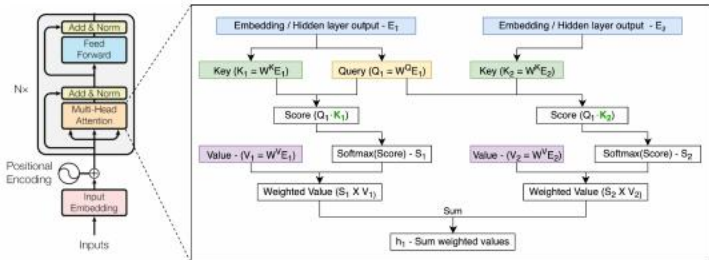 Add & Norm
Feed
Forward
N×
Add & Norm
Multi-Head
Attention
Positional
Encoding
Input
Embedding
Inputs
Embedding / Hidden layer output - E₁
Embedding / Hidden layer output - E₂
Key (K₁ = WᴷE₁)
Query (Q₁ = WQE₁)
Key (K₂ = WᴷE₂)
Score (Q₁·K₁)
Score (Q₁·K₂)
Value - (V₁ = WⱽE₁)
Softmax(Score) - S₁
Value - (V₂ = WⱽE₂)
Softmax(Score) - S₂
Weighted Value (S₁ X V₁)
Weighted Value (S₂ X V₂)
Sum
h₁ - Sum weighted values